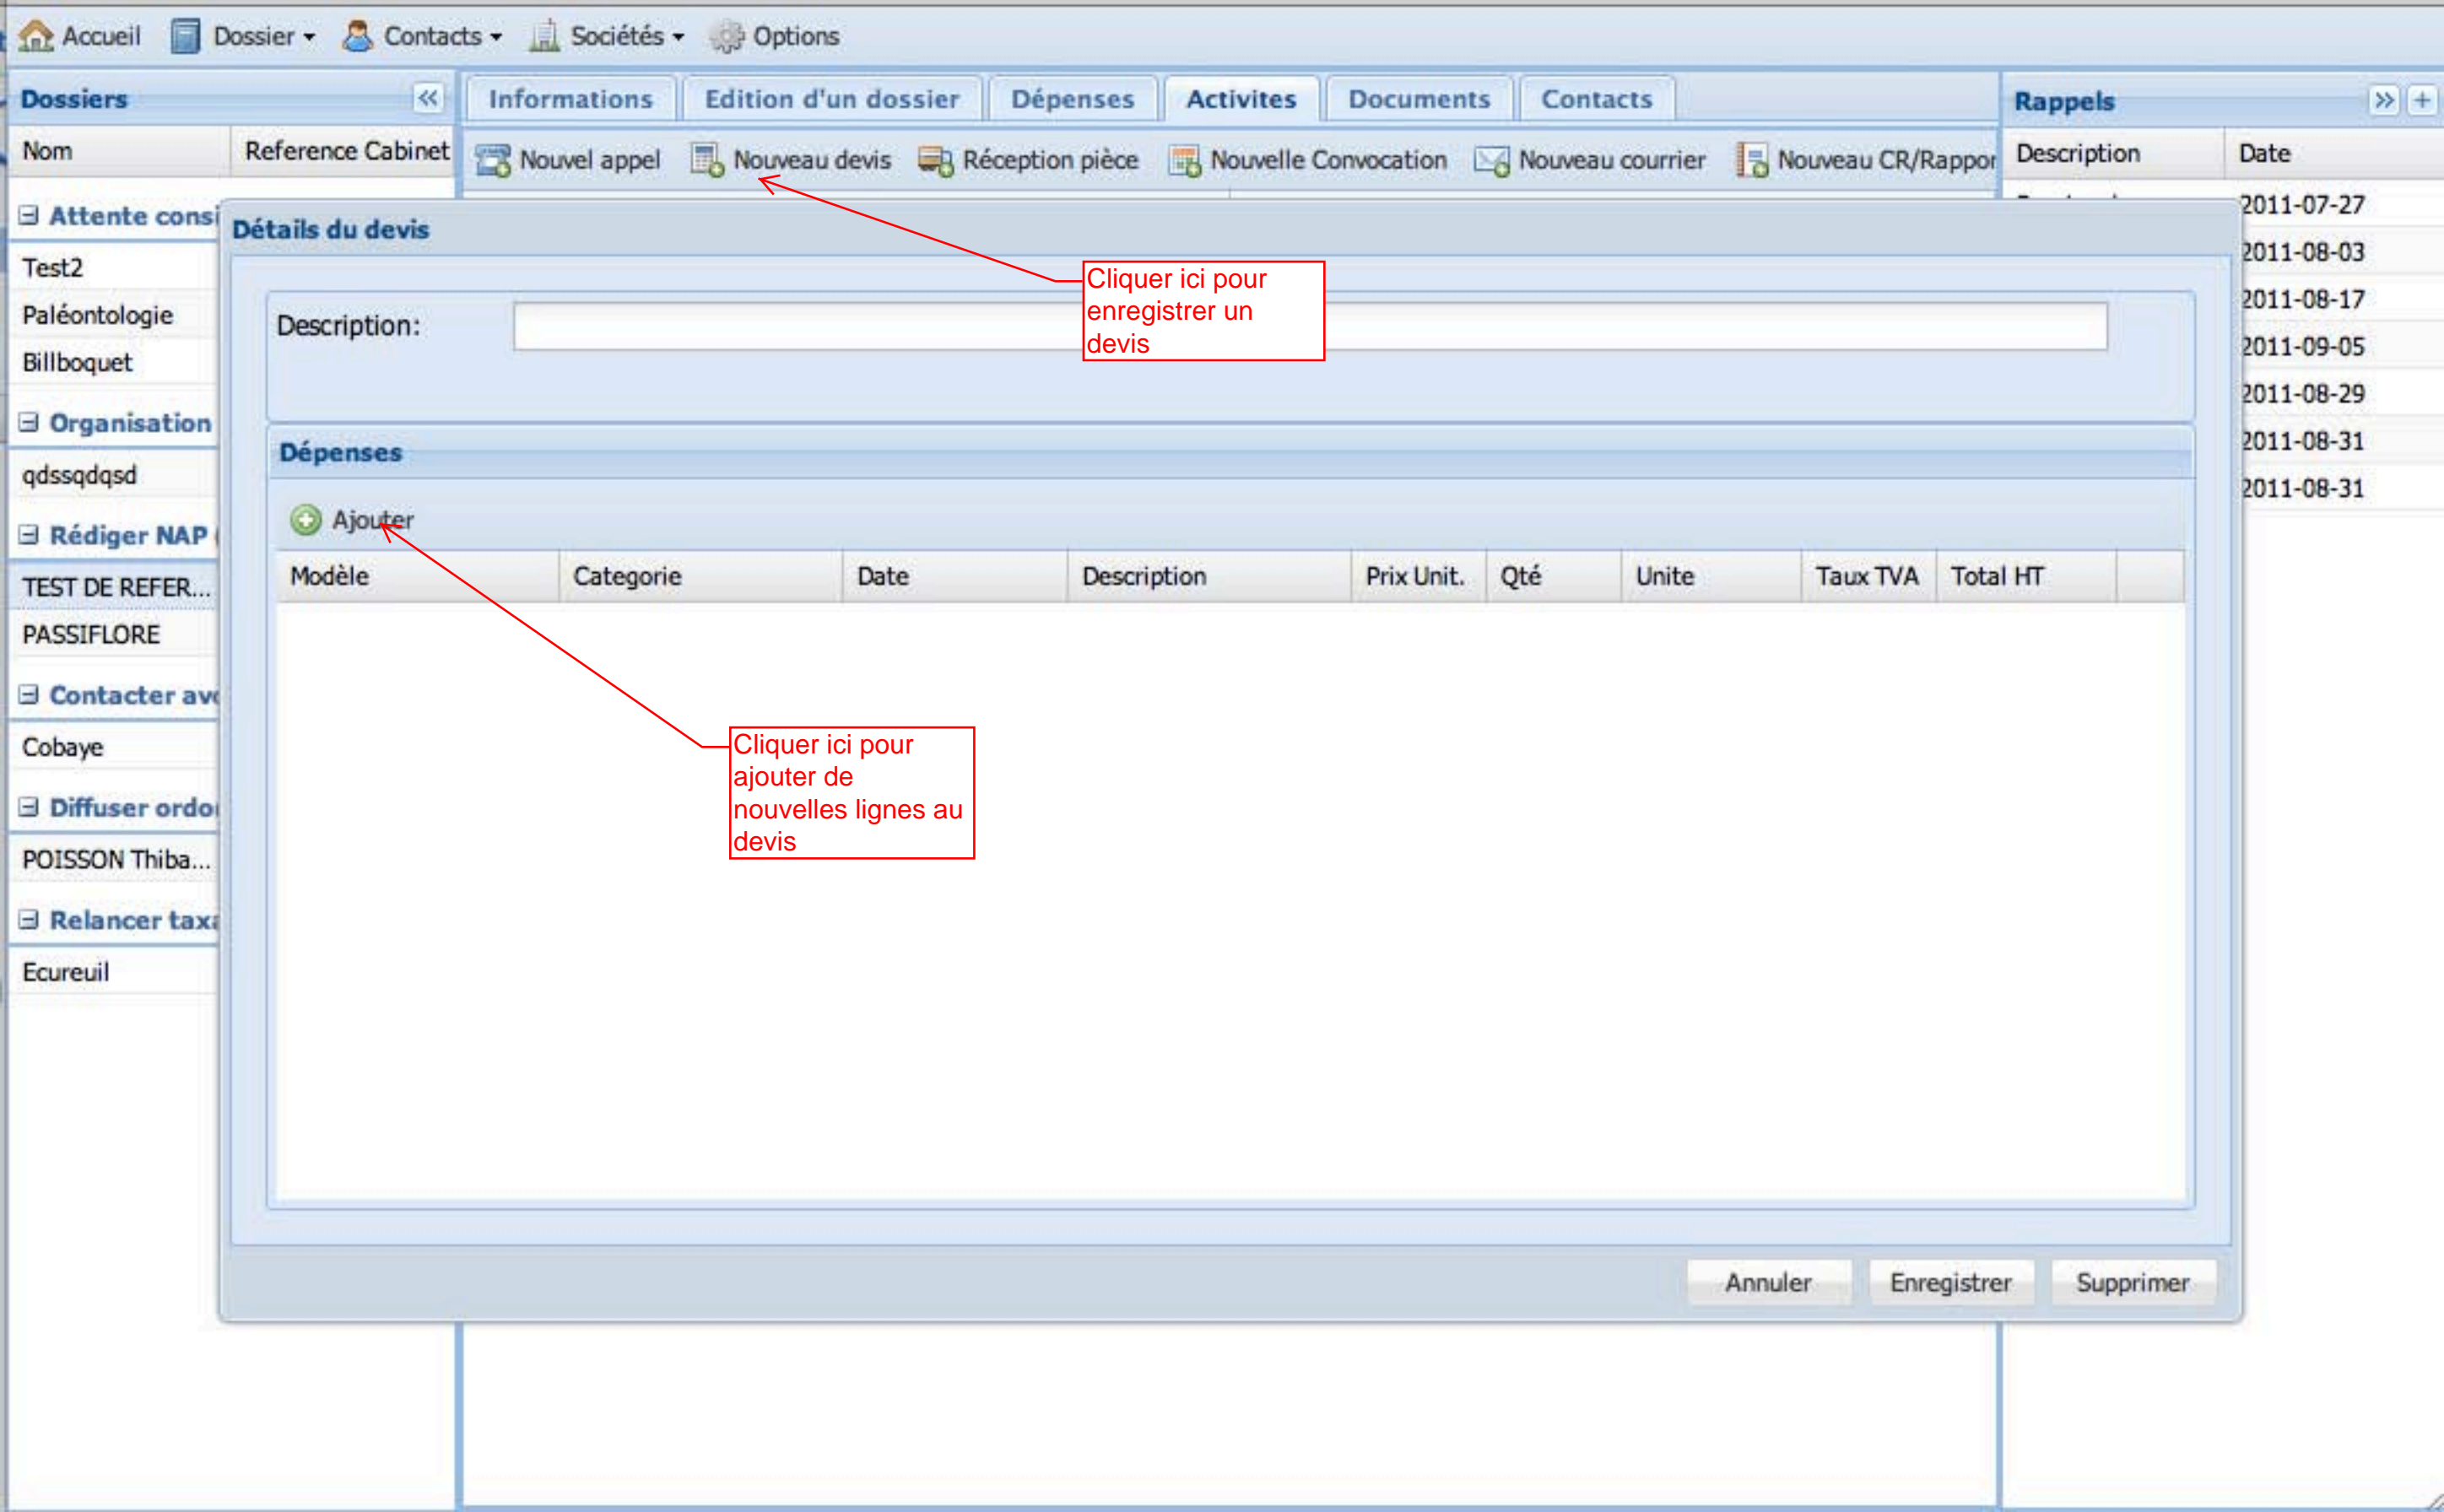 Accueil Dossier Contacts Sociétés Options
Dossiers
Nom Reference Cabinet
Attente consi
Test2
Paléontologie
Billboquet
Organisation
qdssqdqsd
Rédiger NAP
TEST DE REFER...
PASSIFLORE
Contacter av
Cobaye
Diffuser ordo
POISSON Thiba...
Relancer taxa
Ecureuil
Informations Edition d'un dossier Dépenses Activites Documents Contacts
Nouvel appel Nouveau devis Réception pièce Nouvelle Convocation Nouveau courrier Nouveau CR/Rappor
Détails du devis
Description:
Cliquer ici pour
enregistrer un
devis
Dépenses
Ajouter
Modèle Categorie Date Description Prix Unit. Qté Unite Taux TVA Total HT
Cliquer ici pour
ajouter de
nouvelles lignes au
devis
Annuler Enregistrer Supprimer
Rappels
Description Date
2011-07-27
2011-08-03
2011-08-17
2011-09-05
2011-08-29
2011-08-31
2011-08-31